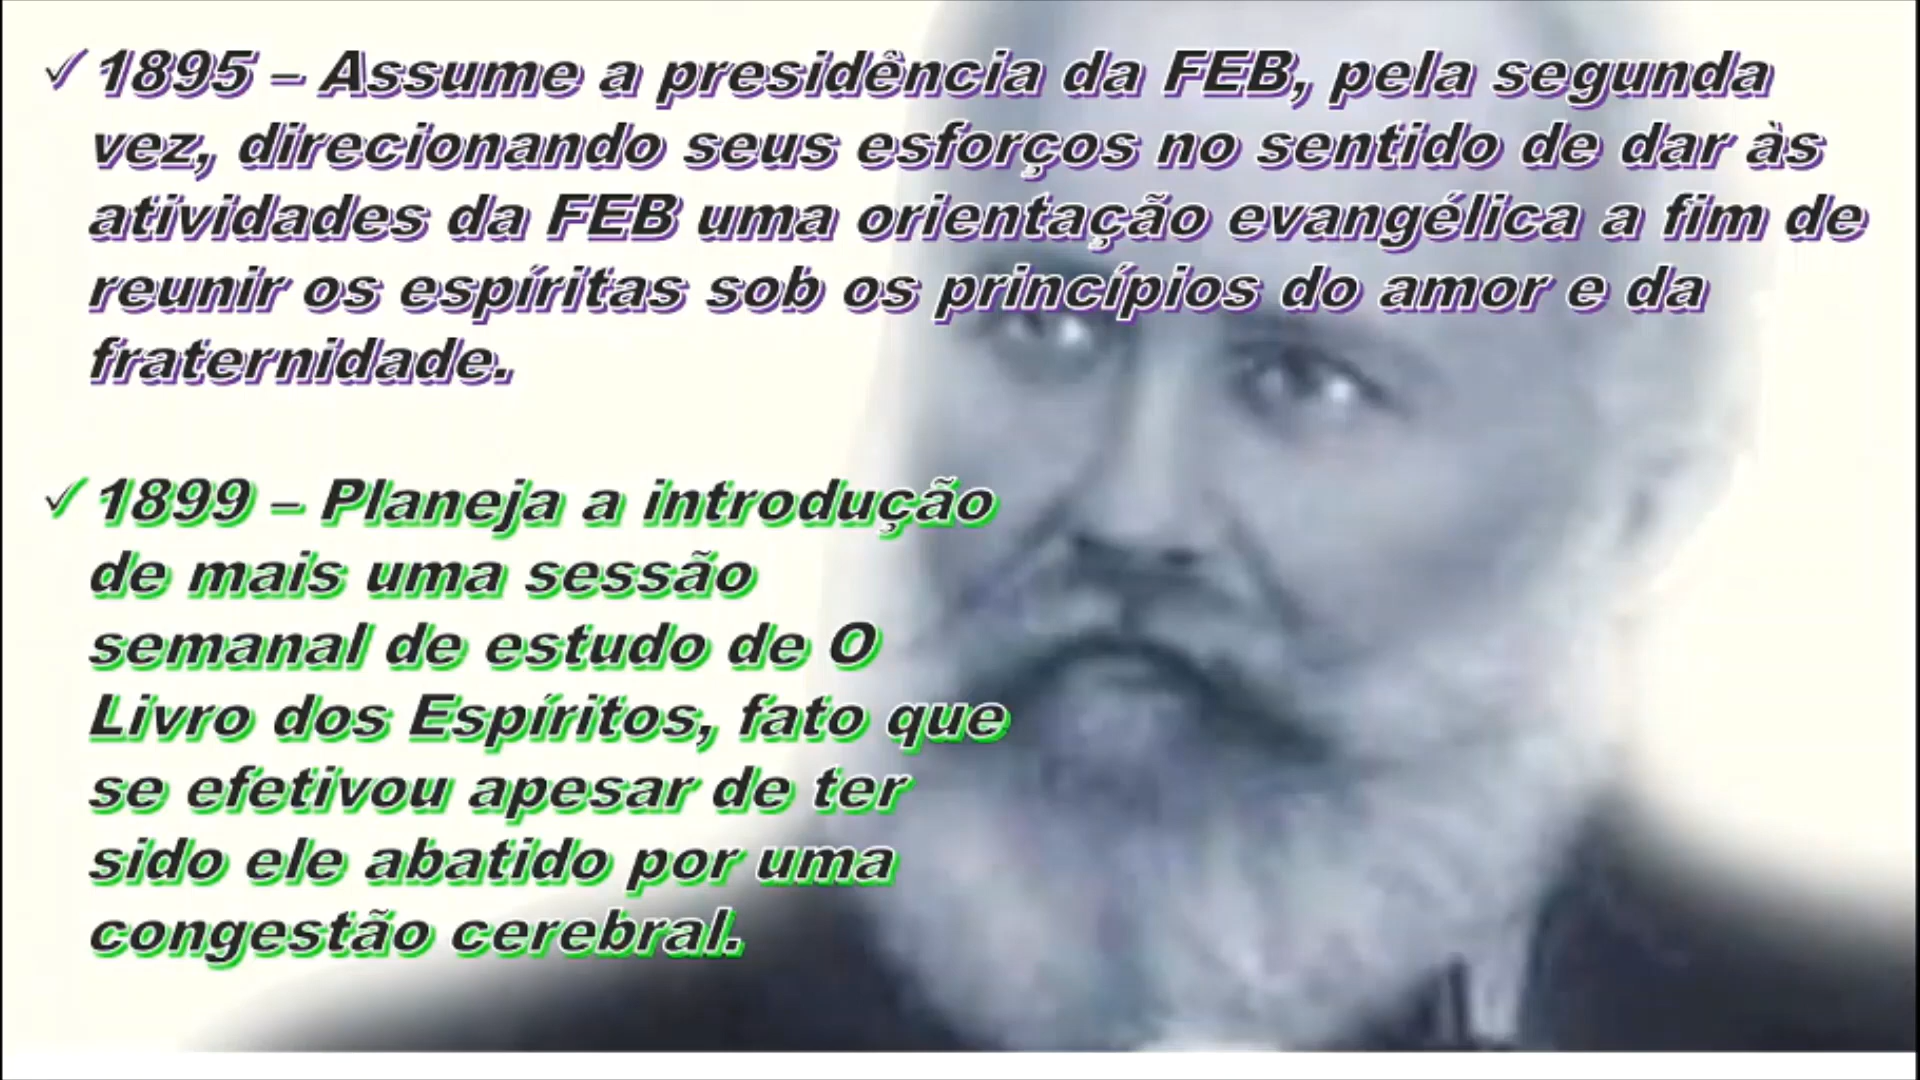 ✓ 1895 – Assume a presidência da FEB, pela segunda
vez, direcionando seus esforços no sentido de dar às
atividades da FEB uma orientação evangélica a fim de
reunir os espíritas sob os princípios do amor e da
fraternidade.
✓ 1899 – Planeja a introdução
de mais uma sessão
semanal de estudo de O
Livro dos Espíritos, fato que
se efetivou apesar de ter
sido ele abatido por uma
congestão cerebral.